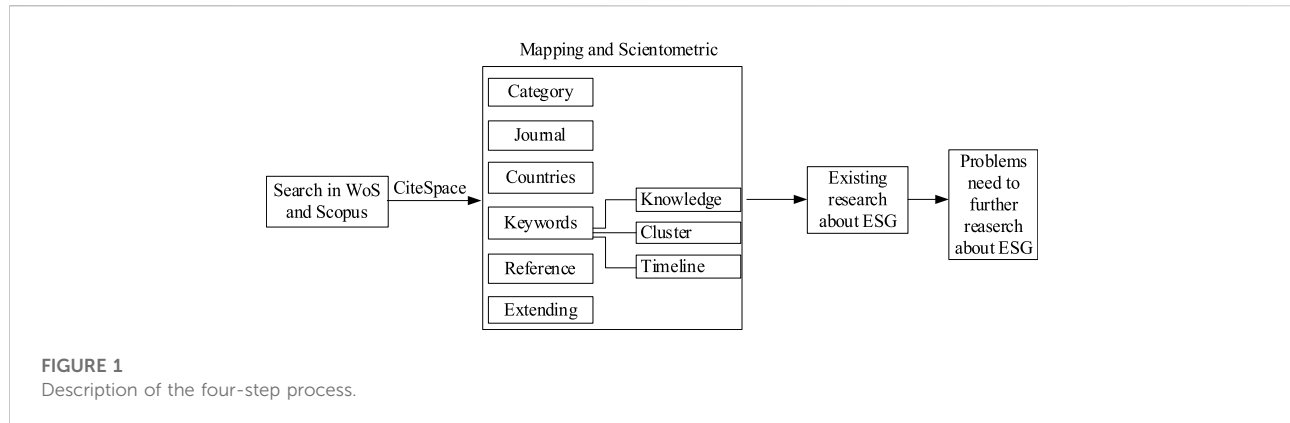 Mapping and Scientometric
Category
Journal
Countries
Keywords
Reference
Extending
Knowledge
Cluster
Timeline
Search in WoS
and Scopus
CiteSpace
Existing
research
about ESG
Problems
need to
further
reaserch
about ESG
FIGURE 1
Description of the four-step process.